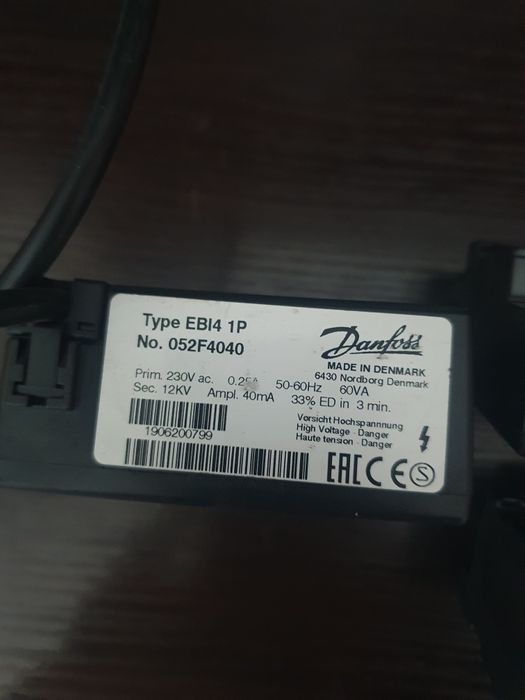 Type EBI4 1P
No. 052F4040
Danfoss
MADE IN DENMARK
6430 Nordborg Denmark
Prim. 230V ac. 50-60Hz 60VA
Sec. 12KV Ampl. 40mA 33% ED in 3 min.
Vorsicht Hochspannnung
High Voltage - Danger
Haute tension - Danger
1906200799
EAC CE S